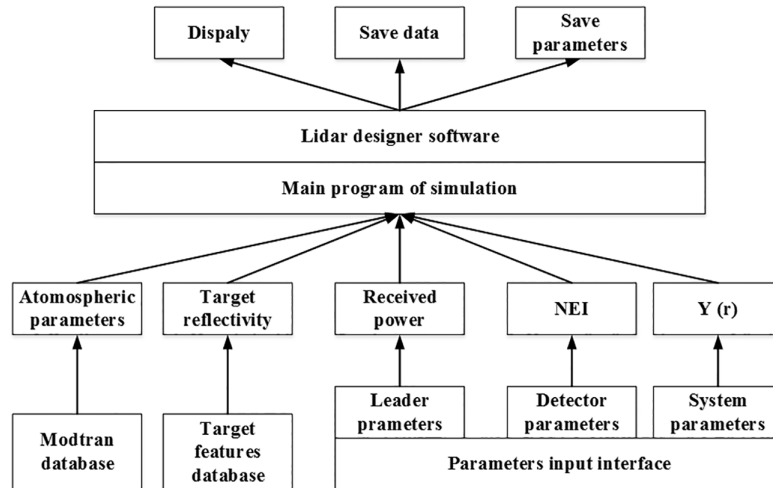 Dispaly
Save data
Save
parameters
Lidar designer software
Main program of simulation
Atomospheric
parameters
Target
reflectivity
Received
power
NEI
Y (r)
Modtran
database
Target
features
database
Leader
prameters
Detector
parameters
System
parameters
Parameters input interface